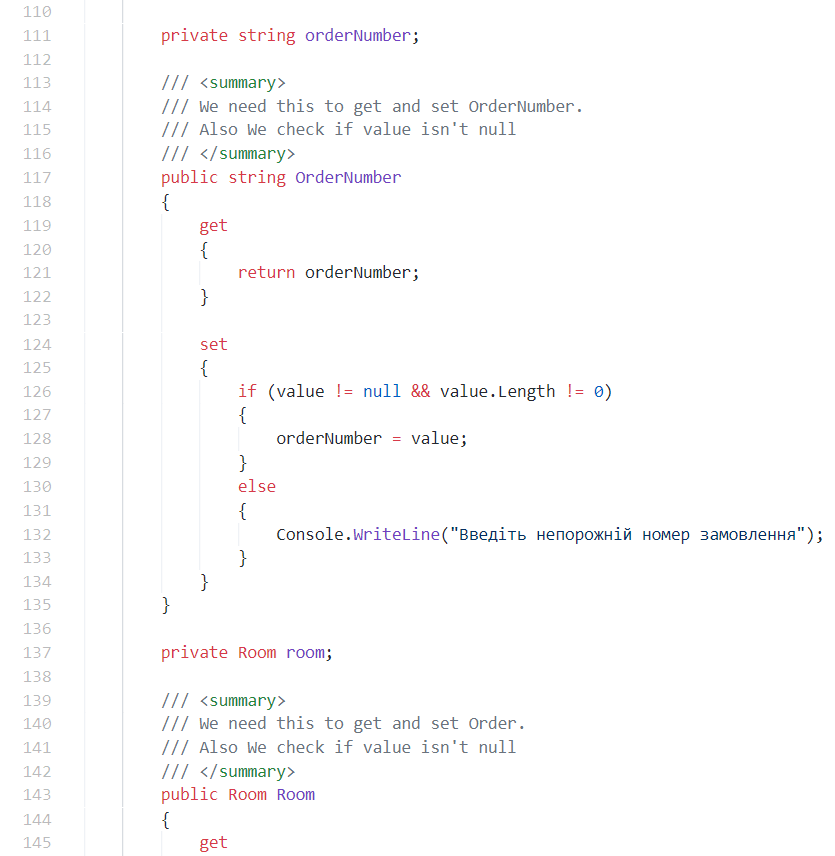 110
111 private string orderNumber;
112
113 /// <summary>
114 /// We need this to get and set OrderNumber.
115 /// Also We check if value isn't null
116 /// </summary>
117 public string OrderNumber
118 {
119 get
120 {
121 return orderNumber;
122 }
123
124 set
125 {
126 if (value != null && value.Length != 0)
127 {
128 orderNumber = value;
129 }
130 else
131 {
132 Console.WriteLine("Введіть непорожній номер замовлення");
133 }
134 }
135 }
136
137 private Room room;
138
139 /// <summary>
140 /// We need this to get and set Order.
141 /// Also We check if value isn't null
142 /// </summary>
143 public Room Room
144 {
145 get